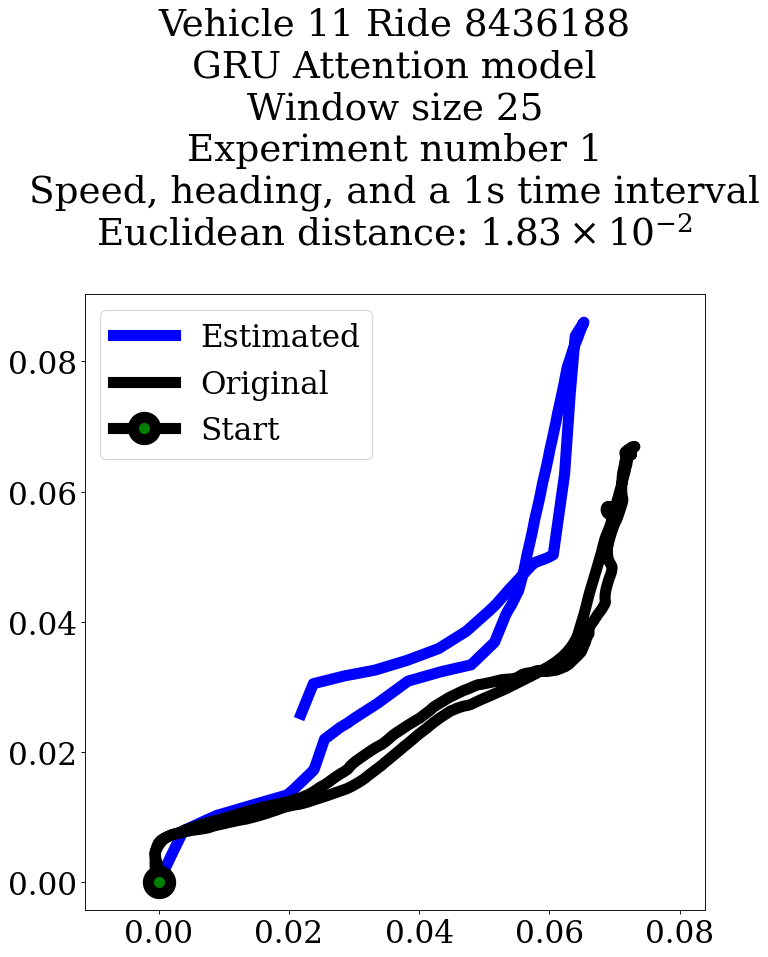 Vehicle 11 Ride 8436188
GRU Attention model
Window size 25
Experiment number 1
Speed, heading, and a 1s time interval
Euclidean distance: 1.83 × 10⁻²
Estimated
Original
Start
0.08
0.06
0.04
0.02
0.00
0.00 0.02 0.04 0.06 0.08